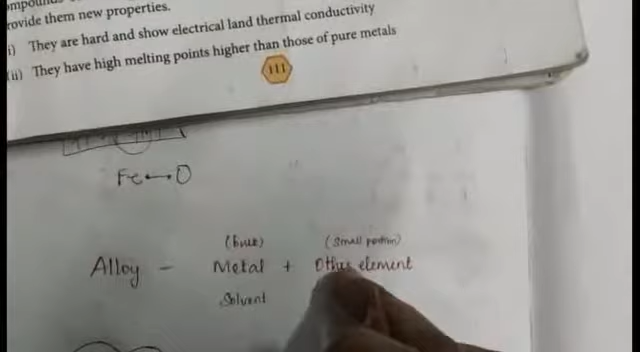 rovide them new properties.
i) They are hard and show electrical land thermal conductivity
(ii) They have high melting points higher than those of pure metals
111
Fe ⟷ O
(bulk) (small portion)
Alloy – Metal + Other element
Solvent